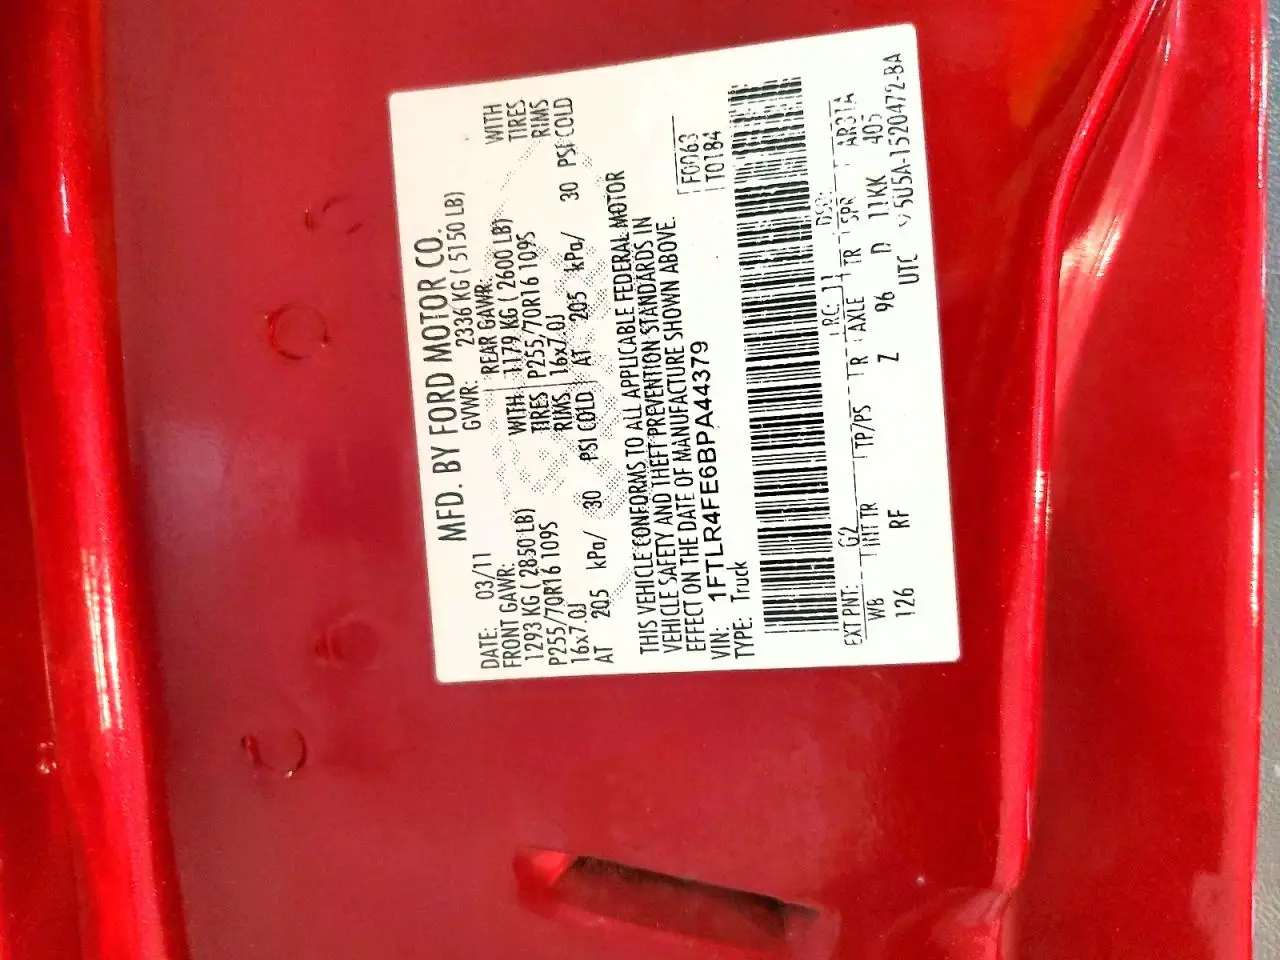 MFD. BY FORD MOTOR CO.
DATE: 03/11 GVWR: 2336 KG ( 5150 LB)
FRONT GAWR: REAR GAWR:
1293 KG ( 2850 LB) WITH 1179 KG ( 2600 LB) WITH
P255/70R16 109S TIRES P255/70R16 109S TIRES
16x7.0J RIMS 16x7.0J RIMS
AT 205 kPa/ 30 PSI COLD AT 205 kPa/ 30 PSI COLD
THIS VEHICLE CONFORMS TO ALL APPLICABLE FEDERAL MOTOR
VEHICLE SAFETY AND THEFT PREVENTION STANDARDS IN
EFFECT ON THE DATE OF MANUFACTURE SHOWN ABOVE.
VIN: 1FTLR4FE6BPA44379 F0063
TYPE: Truck T0184
EXT PNT: G2 RC: 11 DSO:
WB INT TR TP/PS R AXLE TR SPR AR3TA
126 RF Z 96 D 11KK 405
UTC 5U5A-1520472-BA